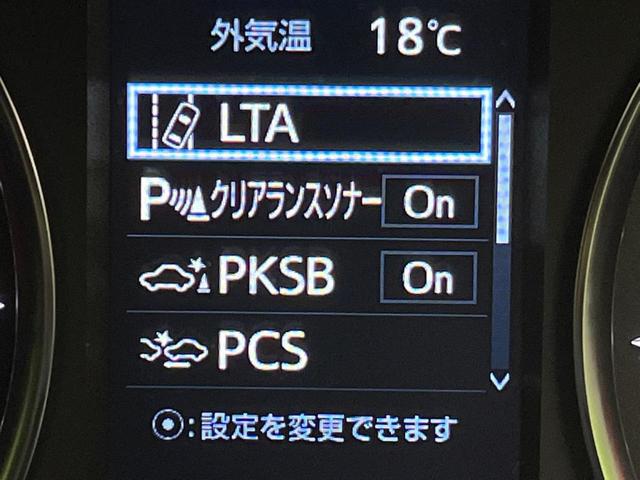 外気温 18℃
LTA
P クリアランスソナー On
PKSB On
PCS
⦿:設定を変更できます